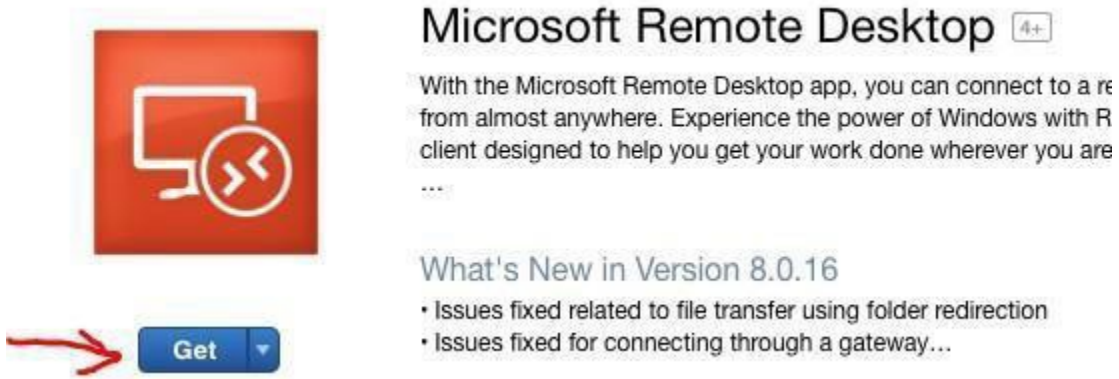 Microsoft Remote Desktop 4+
With the Microsoft Remote Desktop app, you can connect to a
from almost anywhere. Experience the power of Windows with
client designed to help you get your work done wherever you are
...
What's New in Version 8.0.16
• Issues fixed related to file transfer using folder redirection
• Issues fixed for connecting through a gateway...
Get